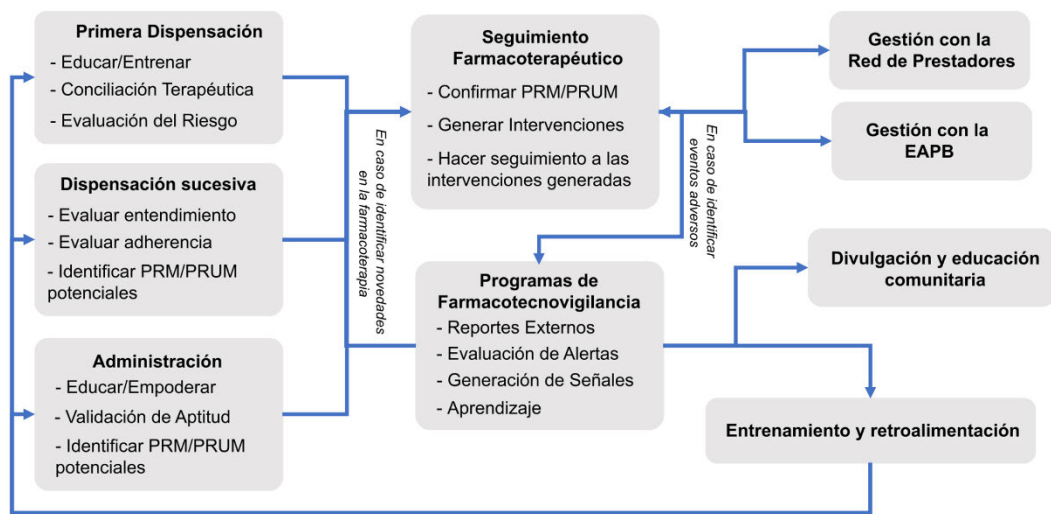 Primera Dispensación
- Educar/Entrenar
- Conciliación Terapéutica
- Evaluación del Riesgo
Dispensación sucesiva
- Evaluar entendimiento
- Evaluar adherencia
- Identificar PRM/PRUM
potenciales
Administración
- Educar/Empoderar
- Validación de Aptitud
- Identificar PRM/PRUM
potenciales
En caso de identificar novedades
en la farmacoterapia
Seguimiento
Farmacoterapéutico
- Confirmar PRM/PRUM
- Generar Intervenciones
- Hacer seguimiento a las
intervenciones generadas
En caso de identificar
eventos adversos
Programas de
Farmacotecnovigilancia
- Reportes Externos
- Evaluación de Alertas
- Generación de Señales
- Aprendizaje
Gestión con la
Red de Prestadores
Gestión con la
EAPB
Divulgación y educación
comunitaria
Entrenamiento y retroalimentación